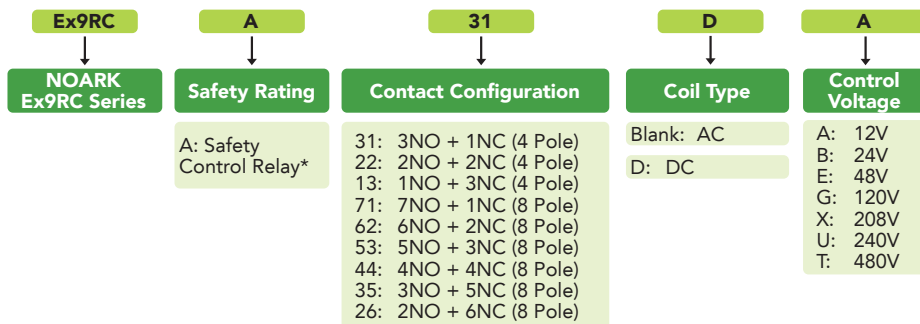 Ex9RC
A
31
D
A
NOARK
Ex9RC Series
Safety Rating
Contact Configuration
Coil Type
Control
Voltage
A: Safety
Control Relay*
31: 3NO + 1NC (4 Pole)
22: 2NO + 2NC (4 Pole)
13: 1NO + 3NC (4 Pole)
71: 7NO + 1NC (8 Pole)
62: 6NO + 2NC (8 Pole)
53: 5NO + 3NC (8 Pole)
44: 4NO + 4NC (8 Pole)
35: 3NO + 5NC (8 Pole)
26: 2NO + 6NC (8 Pole)
Blank: AC
D: DC
A: 12V
B: 24V
E: 48V
G: 120V
X: 208V
U: 240V
T: 480V